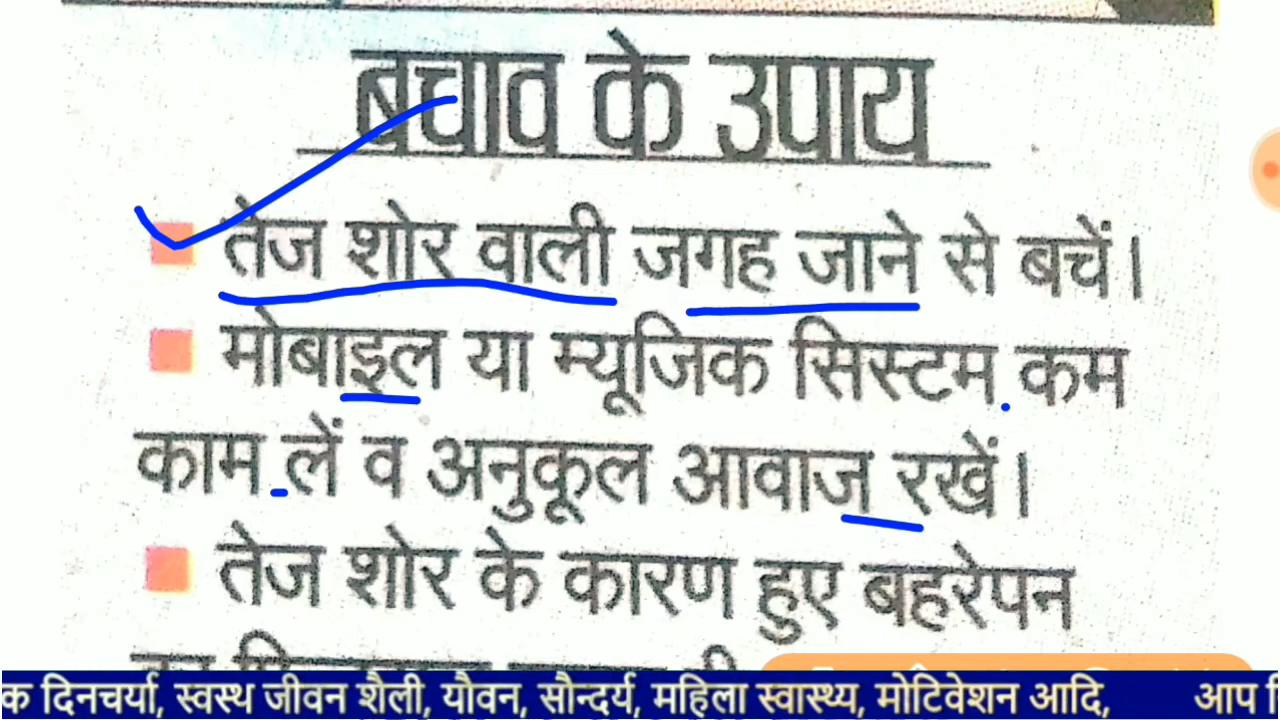 बचाव के उपाय
तेज शोर वाली जगह जाने से बचें।
मोबाइल या म्यूजिक सिस्टम कम
काम लें व अनुकूल आवाज रखें।
तेज शोर के कारण हुए बहरेपन
क दिनचर्या, स्वस्थ जीवन शैली, यौवन, सौन्दर्य, महिला स्वास्थ्य, मोटिवेशन आदि, आप